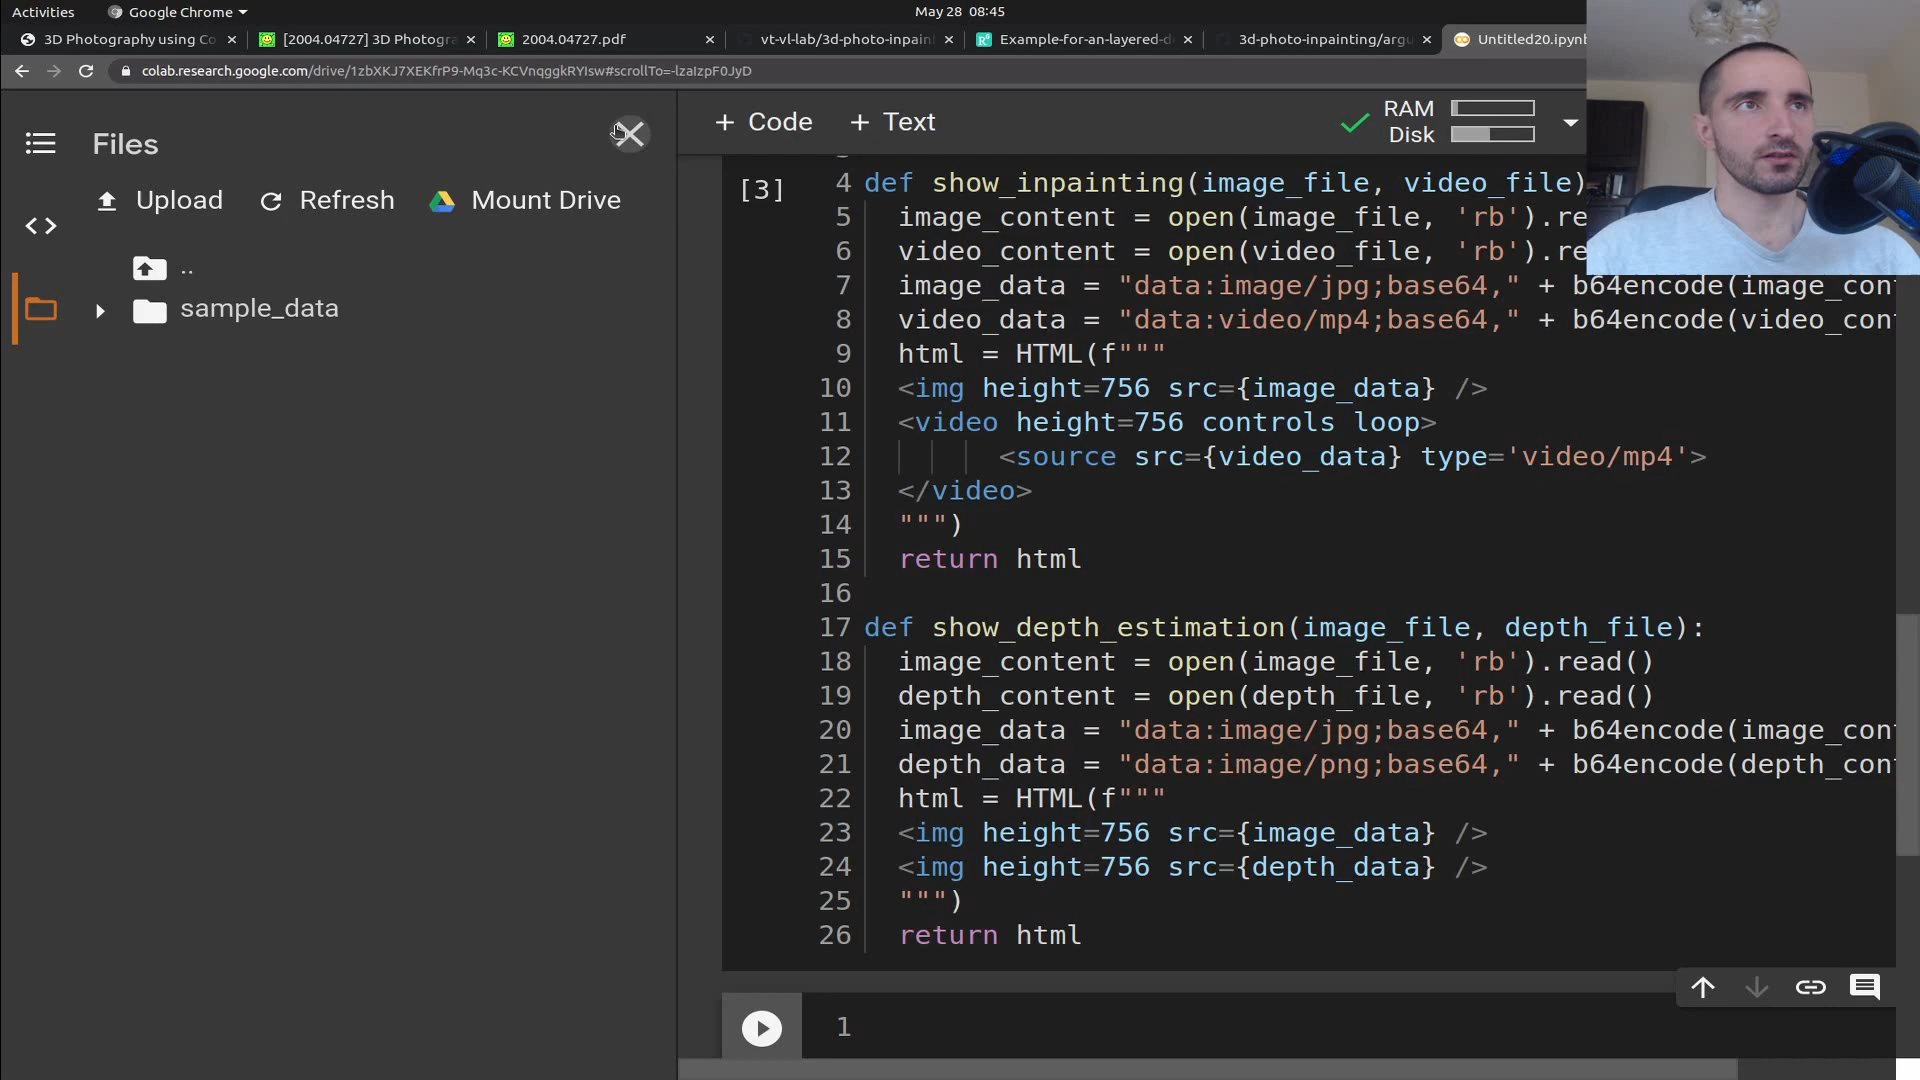 Activities
Google Chrome
May 28 08:45
3D Photography using Co
[2004.04727] 3D Photogra
2004.04727.pdf
vt-vl-lab/3d-photo-inpain
Example-for-an-layered-d
3d-photo-inpainting/argu
Untitled20.ipynb
colab.research.google.com/drive/1zbXKJ7XEKfrP9-Mq3c-KCVnqggkRYIsw#scrollTo=-lzaIzpF0JyD
Files
Upload
Refresh
Mount Drive
..
sample_data
+ Code
+ Text
RAM
Disk
[3]
4 def show_inpainting(image_file, video_file)
5 image_content = open(image_file, 'rb').re
6 video_content = open(video_file, 'rb').re
7 image_data = "data:image/jpg;base64," + b64encode(image_con
8 video_data = "data:video/mp4;base64," + b64encode(video_con
9 html = HTML(f"""
10 <img height=756 src={image_data} />
11 <video height=756 controls loop>
12 <source src={video_data} type='video/mp4'>
13 </video>
14 """)
15 return html
16
17 def show_depth_estimation(image_file, depth_file):
18 image_content = open(image_file, 'rb').read()
19 depth_content = open(depth_file, 'rb').read()
20 image_data = "data:image/jpg;base64," + b64encode(image_con
21 depth_data = "data:image/png;base64," + b64encode(depth_con
22 html = HTML(f"""
23 <img height=756 src={image_data} />
24 <img height=756 src={depth_data} />
25 """)
26 return html
1